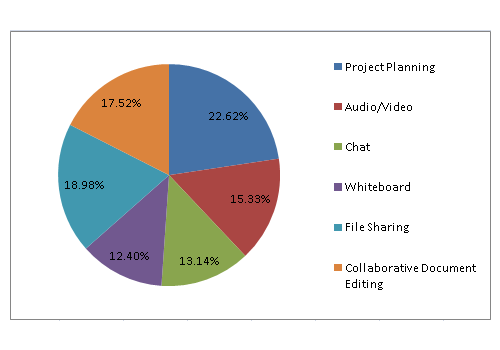 Project Planning
17.52%
22.62%
Audio/Video
Chat
18.98%
Whiteboard
15.33%
File Sharing
12.40%
13.14%
Collaborative Document
Editing